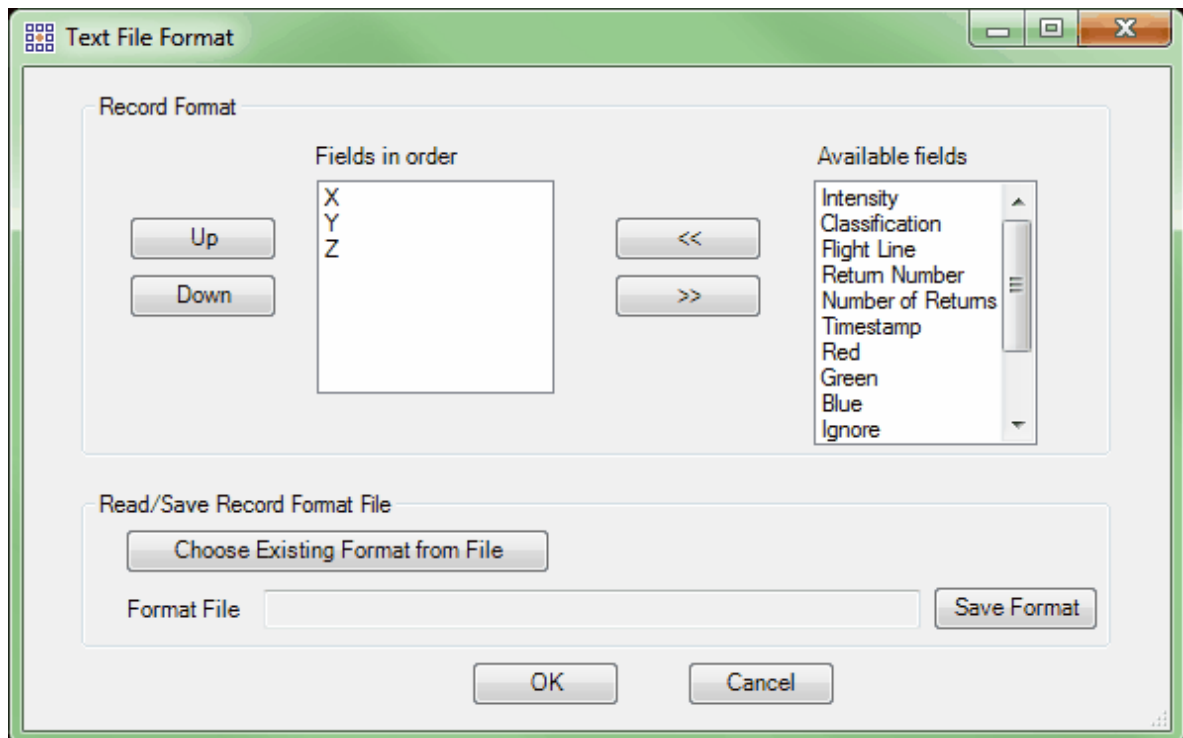 Text File Format
Record Format
Fields in order
Available fields
X
Y
Z
Up
Down
<<
>>
Intensity
Classification
Flight Line
Return Number
Number of Returns
Timestamp
Red
Green
Blue
Ignore
Read/Save Record Format File
Choose Existing Format from File
Format File
Save Format
OK
Cancel